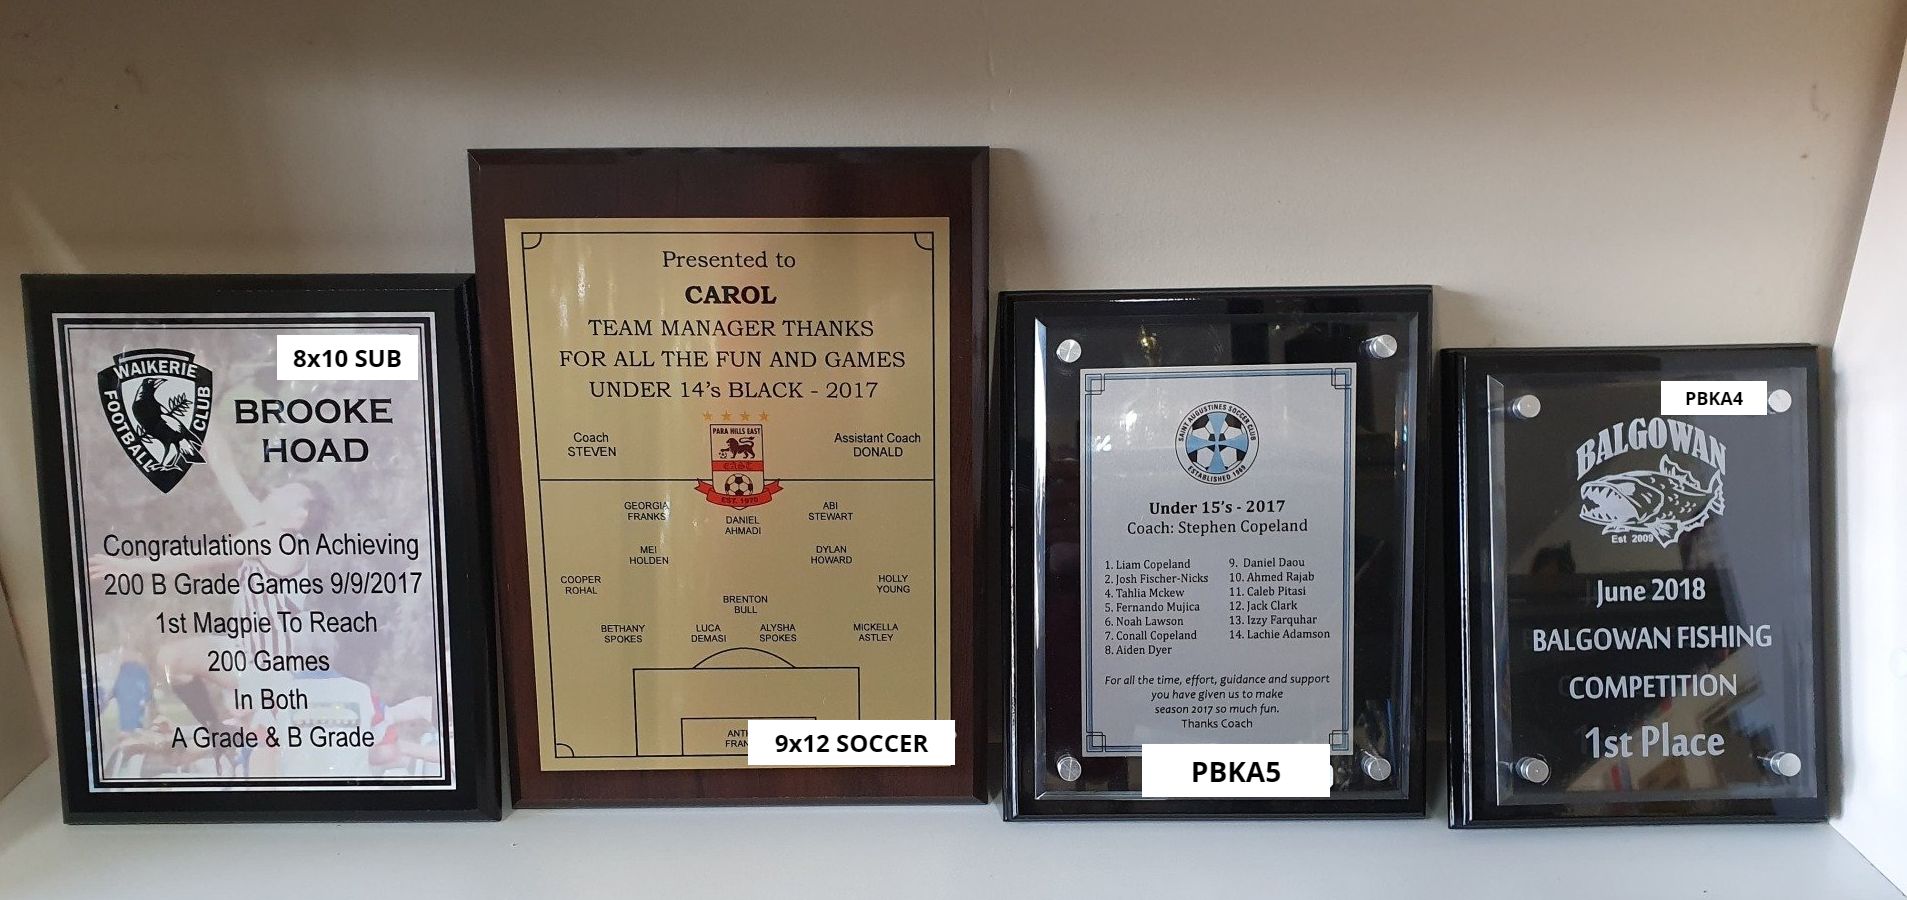 WAIKERIE
FOOTBALL
CLUB
8x10 SUB
BROOKE
HOAD
Congratulations On Achieving
200 B Grade Games 9/9/2017
1st Magpie To Reach
200 Games
In Both
A Grade & B Grade
Presented to
CAROL
TEAM MANAGER THANKS
FOR ALL THE FUN AND GAMES
UNDER 14's BLACK - 2017
Coach
STEVEN
PARA HILLS EAST
EST. 1970
Assistant Coach
DONALD
GEORGIA
FRANKS
DANIEL
AHMADI
ABI
STEWART
MEI
HOLDEN
DYLAN
HOWARD
COOPER
ROHAL
HOLLY
YOUNG
BRENTON
BULL
BETHANY
SPOKES
LUCA
DEMASI
ALYSHA
SPOKES
MICKELLA
ASTLEY
9x12 SOCCER
SAINT AUGUSTINES SOCCER CLUB
ESTABLISHED 1969
Under 15's - 2017
Coach: Stephen Copeland
1. Liam Copeland
2. Josh Fischer-Nicks
4. Tahlia Mckew
5. Fernando Mujica
6. Noah Lawson
7. Conall Copeland
8. Aiden Dyer
9. Daniel Daou
10. Ahmed Rajab
11. Caleb Pitasi
12. Jack Clark
13. Izzy Farquhar
14. Lachie Adamson
For all the time, effort, guidance and support
you have given us to make
season 2017 so much fun.
Thanks Coach
PBKA5
PBKA4
BALGOWAN
Est 2009
June 2018
BALGOWAN FISHING
COMPETITION
1st Place